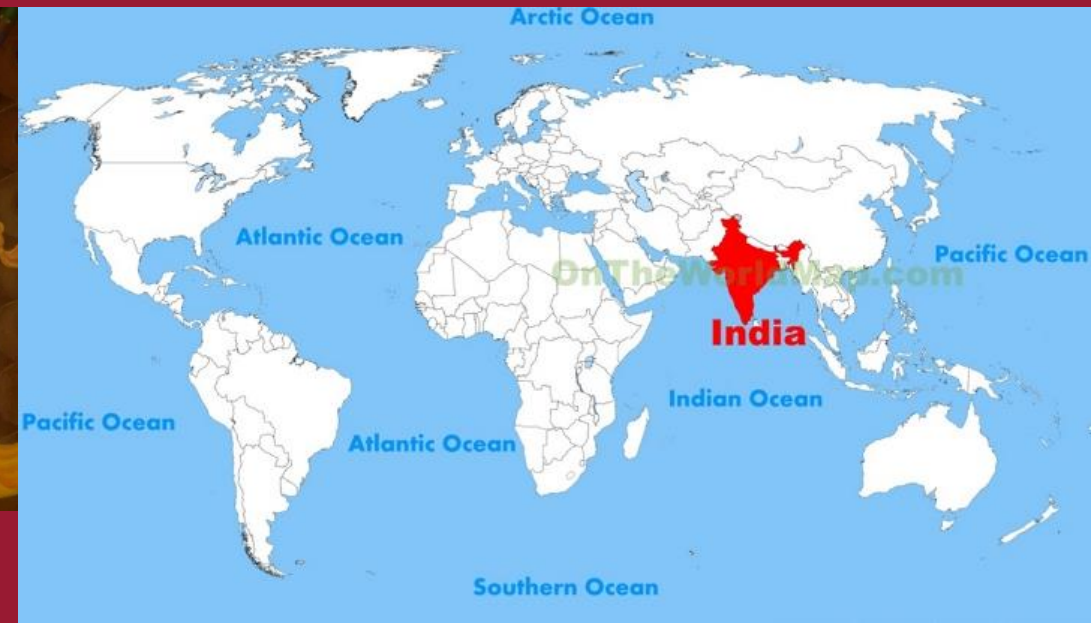 Arctic Ocean
Atlantic Ocean
Pacific Ocean
OnTheWorldMap.com
India
Indian Ocean
Pacific Ocean
Atlantic Ocean
Southern Ocean